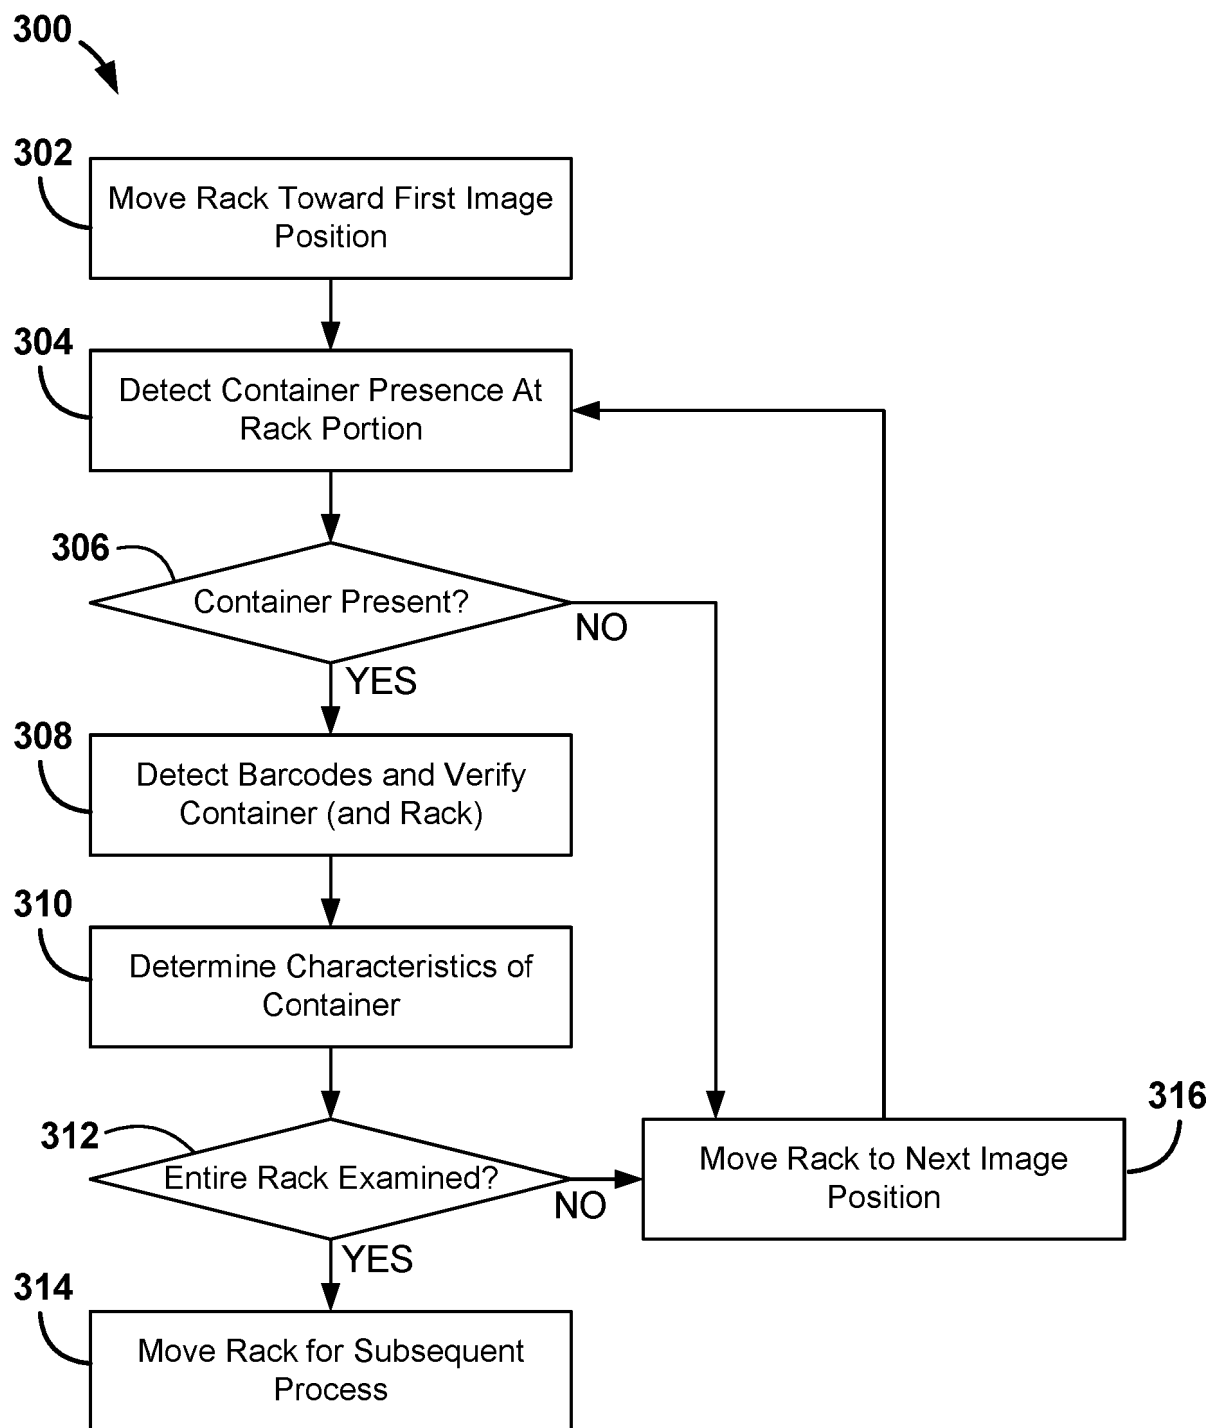 300
302
Move Rack Toward First Image
Position
304
Detect Container Presence At
Rack Portion
306
Container Present?
NO
YES
308
Detect Barcodes and Verify
Container (and Rack)
310
Determine Characteristics of
Container
312
Entire Rack Examined?
NO
YES
316
Move Rack to Next Image
Position
314
Move Rack for Subsequent
Process